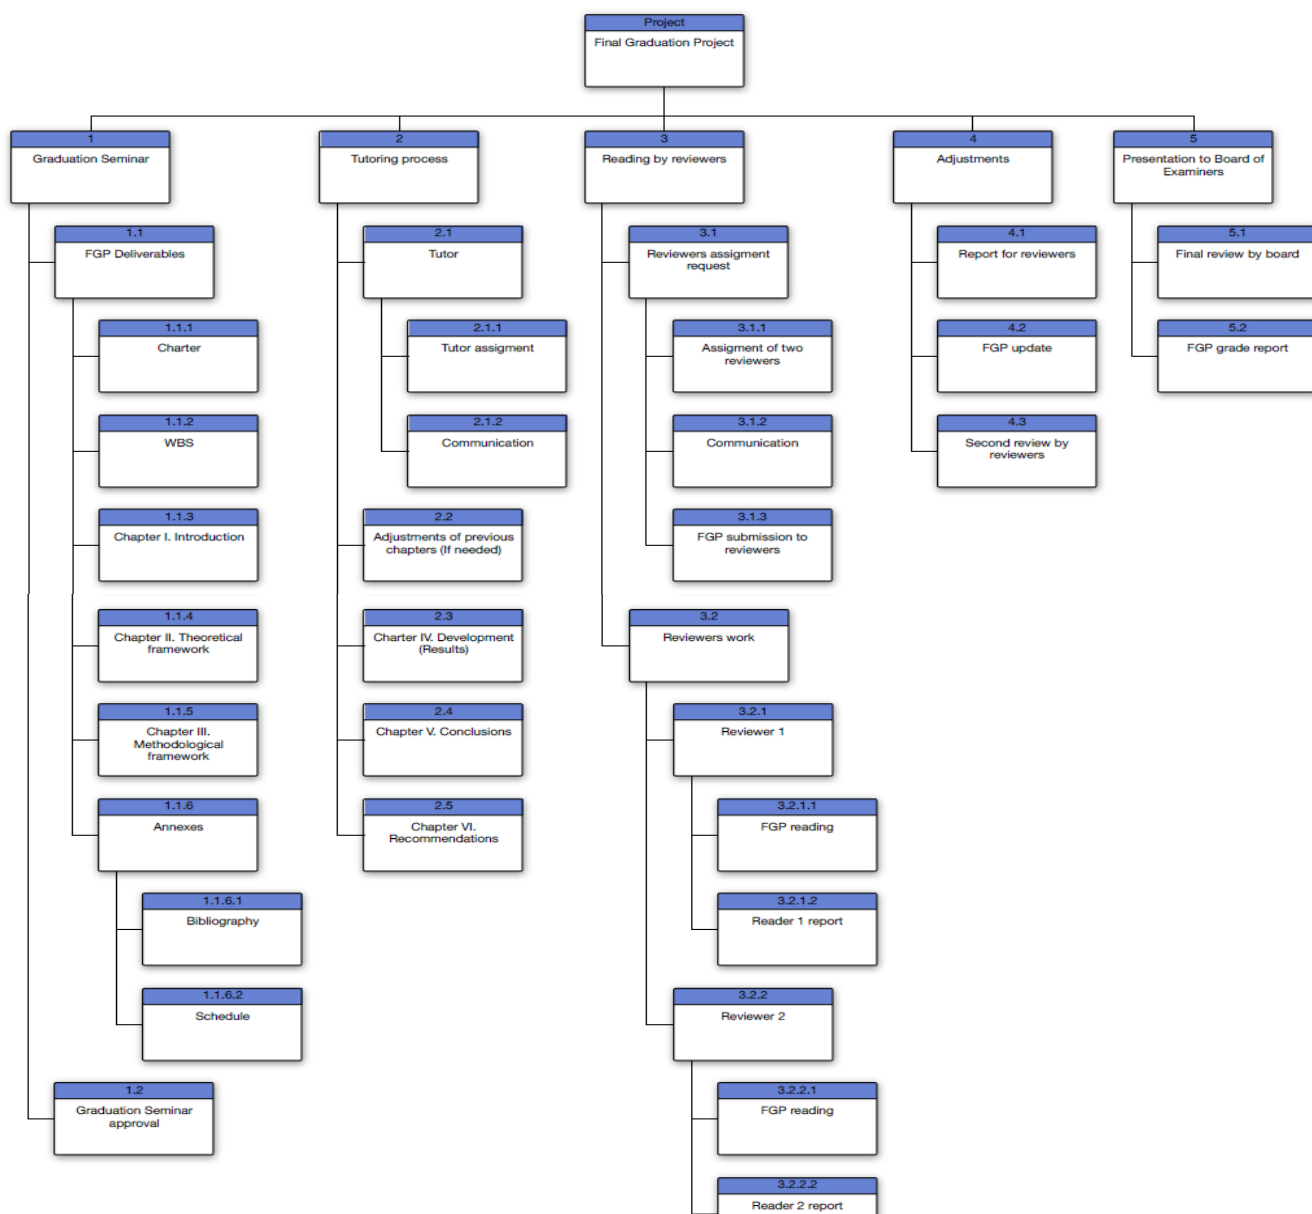 Project
Final Graduation Project
1
Graduation Seminar
1.1
FGP Deliverables
1.1.1
Charter
1.1.2
WBS
1.1.3
Chapter I. Introduction
1.1.4
Chapter II. Theoretical
framework
1.1.5
Chapter III.
Methodological
framework
1.1.6
Annexes
1.1.6.1
Bibliography
1.1.6.2
Schedule
1.2
Graduation Seminar
approval
2
Tutoring process
2.1
Tutor
2.1.1
Tutor assigment
2.1.2
Communication
2.2
Adjustments of previous
chapters (If needed)
2.3
Charter IV. Development
(Results)
2.4
Chapter V. Conclusions
2.5
Chapter VI.
Recommendations
3
Reading by reviewers
3.1
Reviewers assigment
request
3.1.1
Assigment of two
reviewers
3.1.2
Communication
3.1.3
FGP submission to
reviewers
3.2
Reviewers work
3.2.1
Reviewer 1
3.2.1.1
FGP reading
3.2.1.2
Reader 1 report
3.2.2
Reviewer 2
3.2.2.1
FGP reading
3.2.2.2
Reader 2 report
4
Adjustments
4.1
Report for reviewers
4.2
FGP update
4.3
Second review by
reviewers
5
Presentation to Board of
Examiners
5.1
Final review by board
5.2
FGP grade report